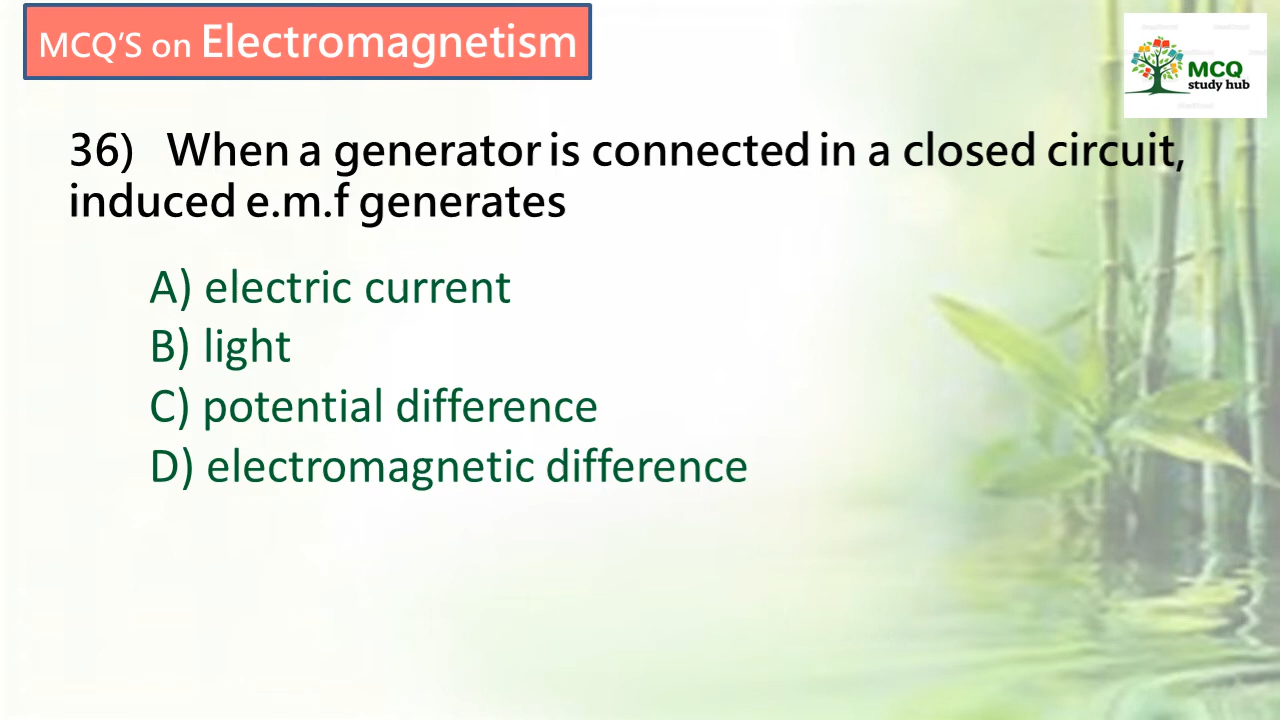 MCQ'S on Electromagnetism
MCQ
study hub
36) When a generator is connected in a closed circuit,
induced e.m.f generates
A) electric current
B) light
C) potential difference
D) electromagnetic difference